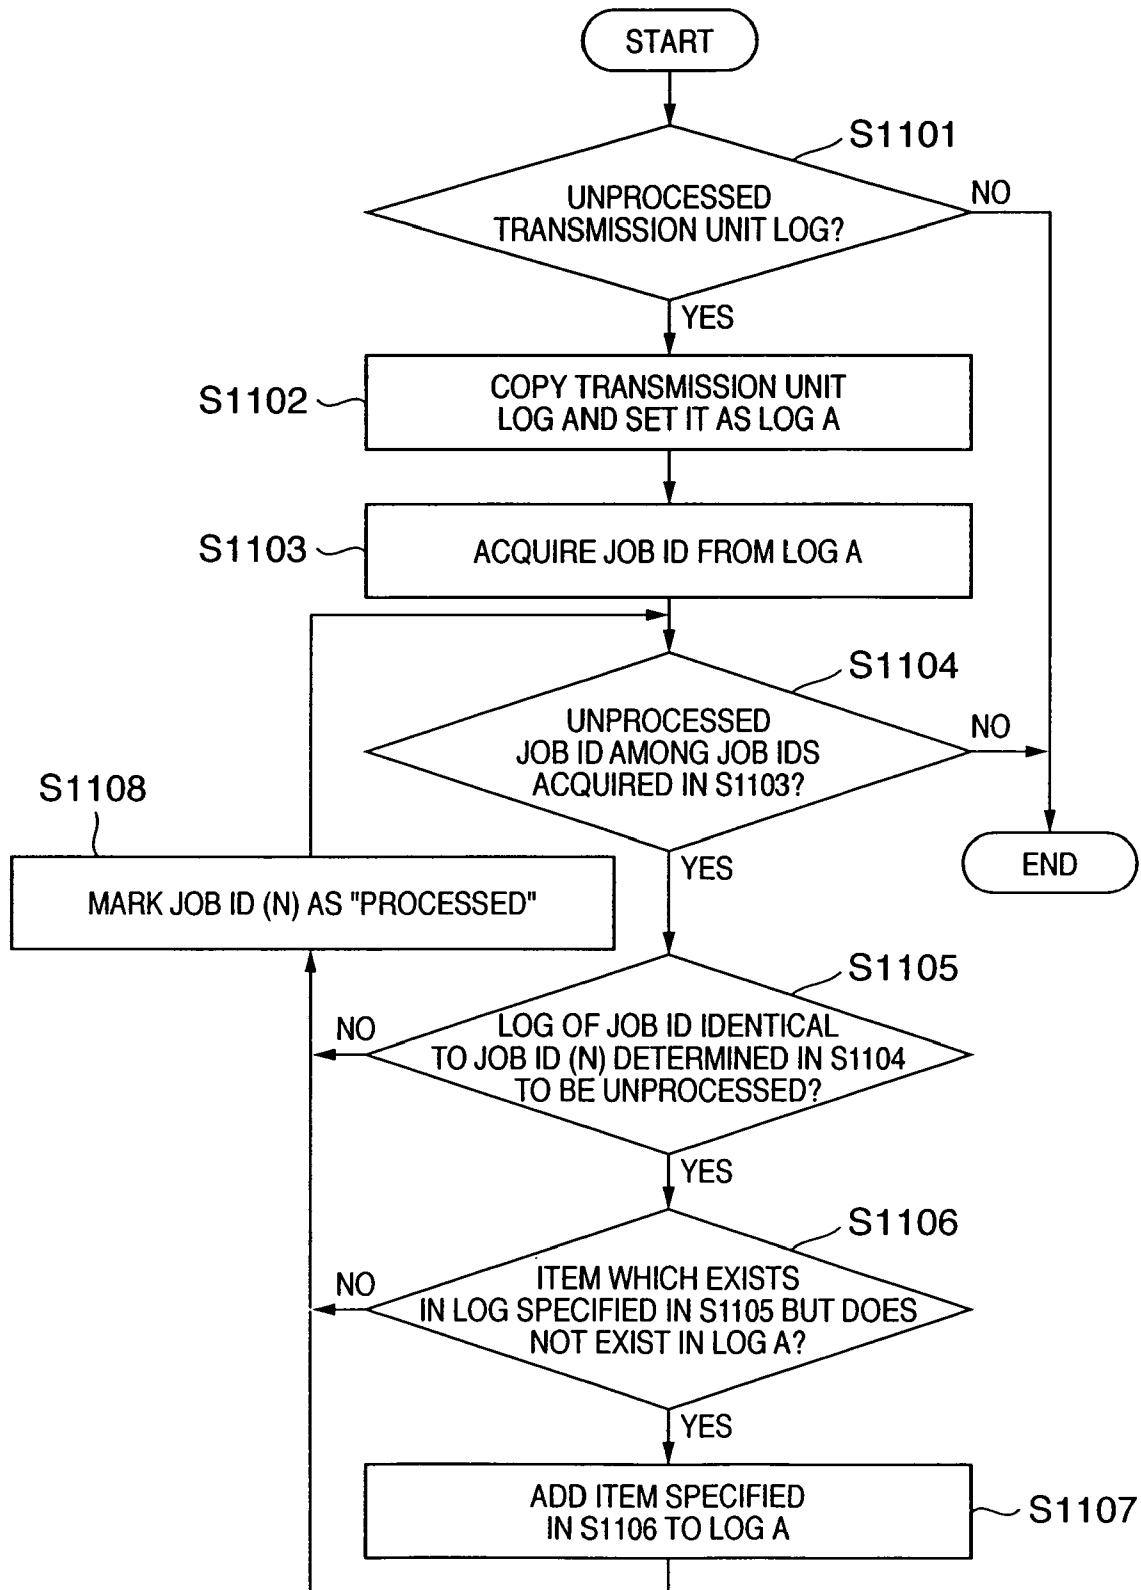 START
S1101
UNPROCESSED
TRANSMISSION UNIT LOG?
NO
YES
S1102
COPY TRANSMISSION UNIT
LOG AND SET IT AS LOG A
S1103
ACQUIRE JOB ID FROM LOG A
S1104
UNPROCESSED
JOB ID AMONG JOB IDS
ACQUIRED IN S1103?
NO
YES
END
S1108
MARK JOB ID (N) AS "PROCESSED"
S1105
LOG OF JOB ID IDENTICAL
TO JOB ID (N) DETERMINED IN S1104
TO BE UNPROCESSED?
NO
YES
S1106
ITEM WHICH EXISTS
IN LOG SPECIFIED IN S1105 BUT DOES
NOT EXIST IN LOG A?
NO
YES
ADD ITEM SPECIFIED
IN S1106 TO LOG A
S1107